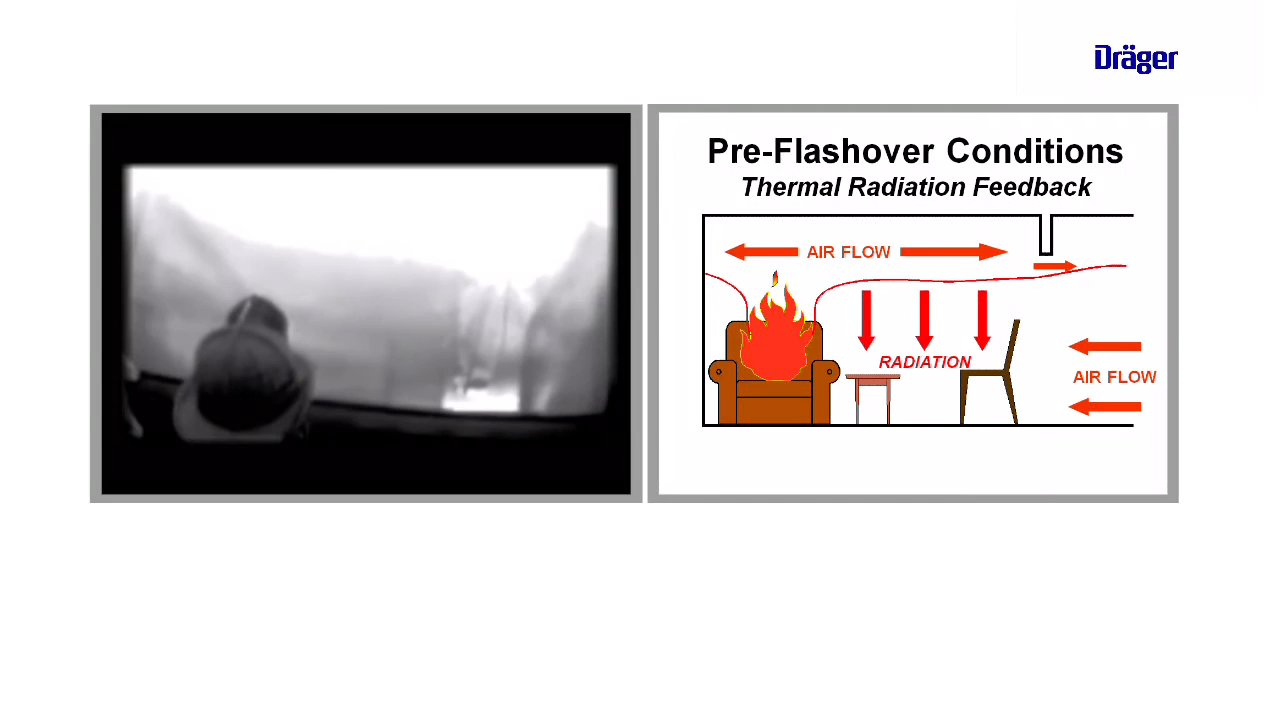 Dräger
Pre-Flashover Conditions
Thermal Radiation Feedback
AIR FLOW
RADIATION
AIR FLOW